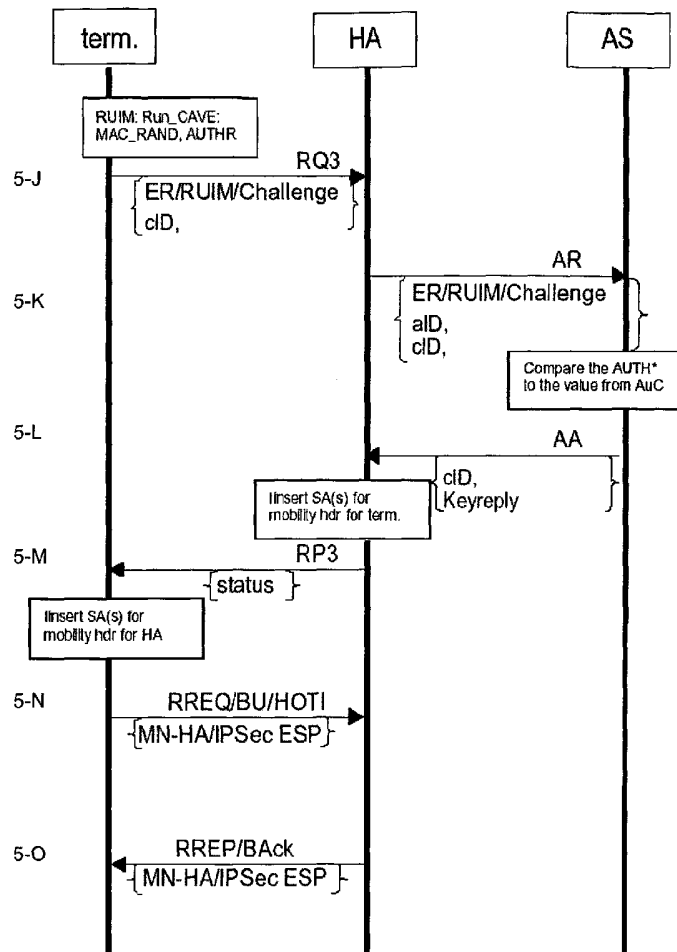 term.
HA
AS
RUIM: Run_CAVE:
MAC_RAND, AUTHR
5-J
RQ3
ER/RUIM/Challenge
cID,
AR
5-K
ER/RUIM/Challenge
aID,
cID,
Compare the AUTH*
to the value from AuC
5-L
AA
cID,
Keyreply
Iinsert SA(s) for
mobility hdr for term.
5-M
RP3
status
Iinsert SA(s) for
mobility hdr for HA
5-N
RREQ/BU/HOTI
MN-HA/IPSec ESP
5-O
RREP/BAck
MN-HA/IPSec ESP